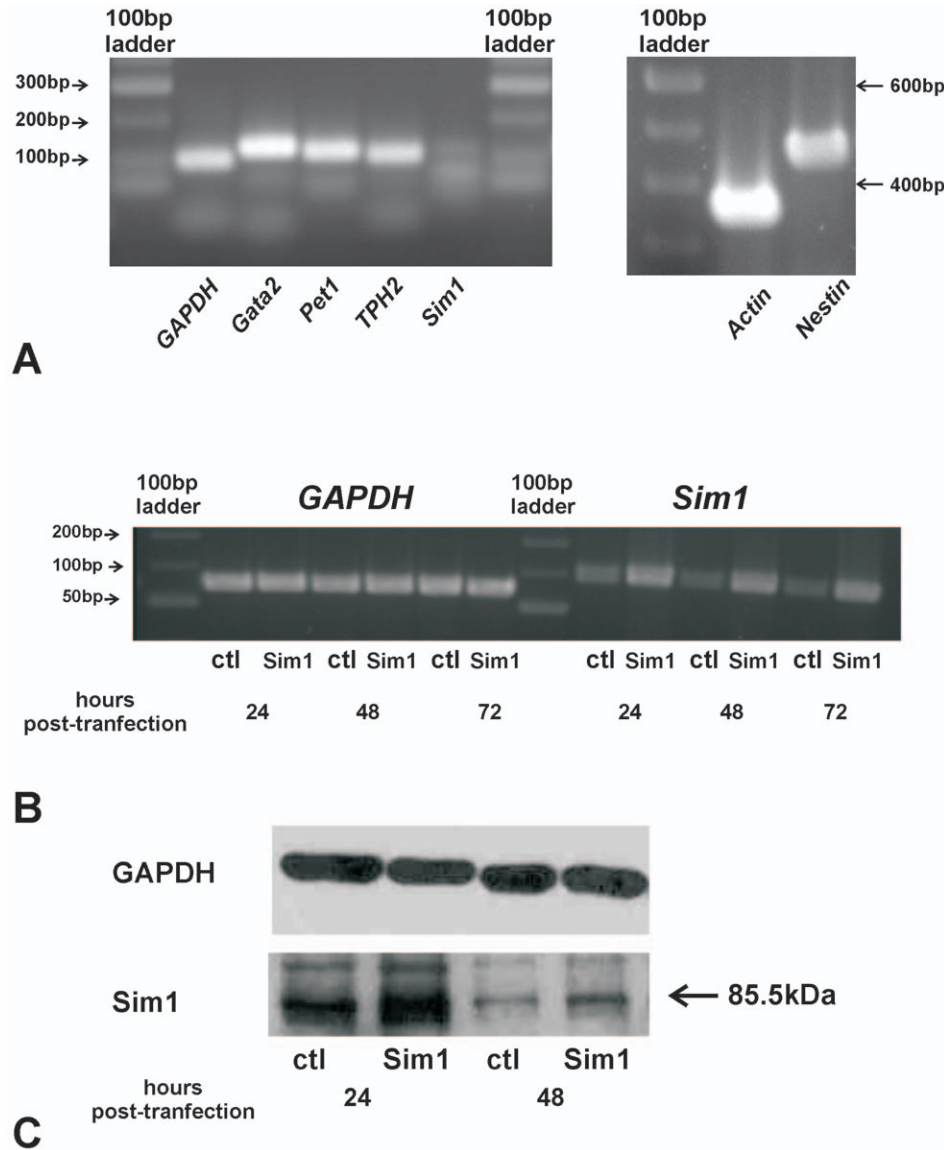 100bp
ladder
100bp
ladder
100bp
ladder
300bp
200bp
100bp
600bp
400bp
GAPDH
Gata2
Pet1
TPH2
Sim1
Actin
Nestin
A
100bp
ladder
GAPDH
100bp
ladder
Sim1
200bp
100bp
50bp
ctl Sim1 ctl Sim1 ctl Sim1 ctl Sim1 ctl Sim1 ctl Sim1
hours
post-tranfection
24 48 72 24 48 72
B
GAPDH
Sim1
85.5kDa
ctl Sim1 ctl Sim1
hours
post-tranfection
24 48
C